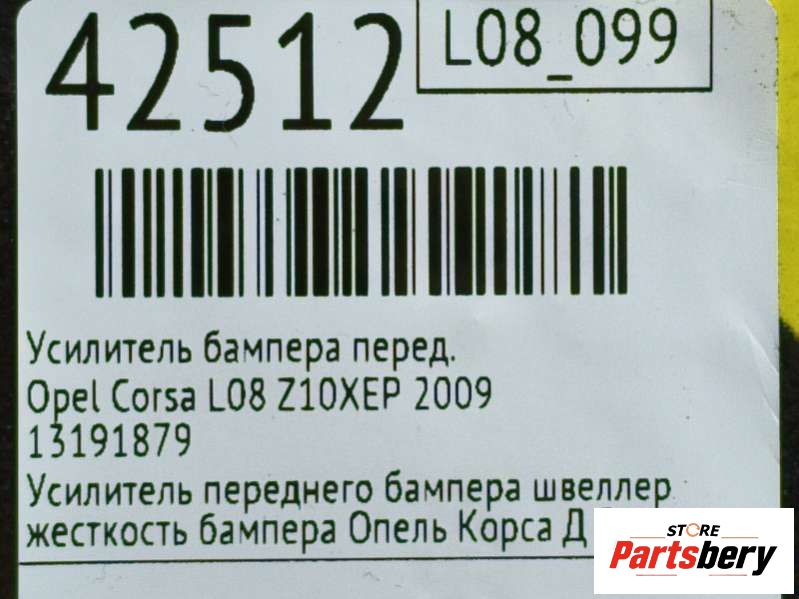 42512
L08_099
Усилитель бампера перед.
Opel Corsa L08 Z10XEP 2009
13191879
Усилитель переднего бампера швеллер
жесткость бампера Опель Корса Д
STORE
Partsbery